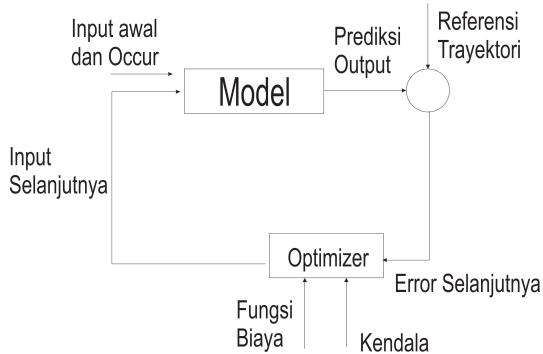 Input awal
dan Occur
Model
Prediksi
Output
Referensi
Trayektori
Input
Selanjutnya
Optimizer
Error Selanjutnya
Fungsi
Biaya
Kendala